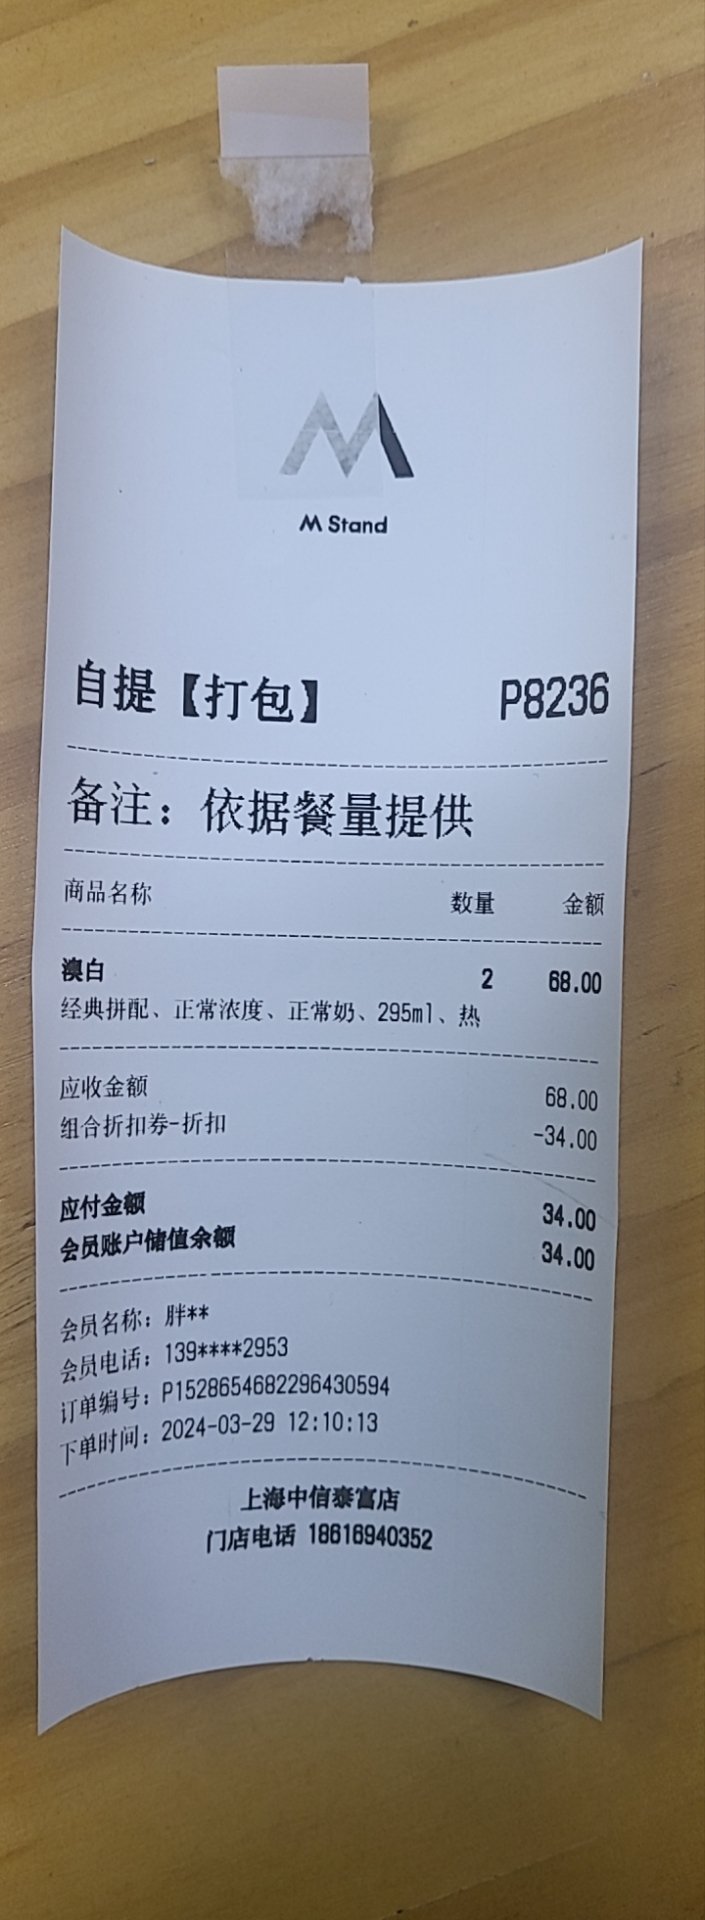 M Stand
自提【打包】 P8236
备注：依据餐量提供
商品名称 数量 金额
澳白 2 68.00
经典拼配、正常浓度、正常奶、295ml、热
应收金额 68.00
组合折扣券-折扣 -34.00
应付金额 34.00
会员账户储值余额 34.00
会员名称：胖**
会员电话：139****2953
订单编号：P1528654682296430594
下单时间：2024-03-29 12:10:13
上海中信泰富店
门店电话 18616940352